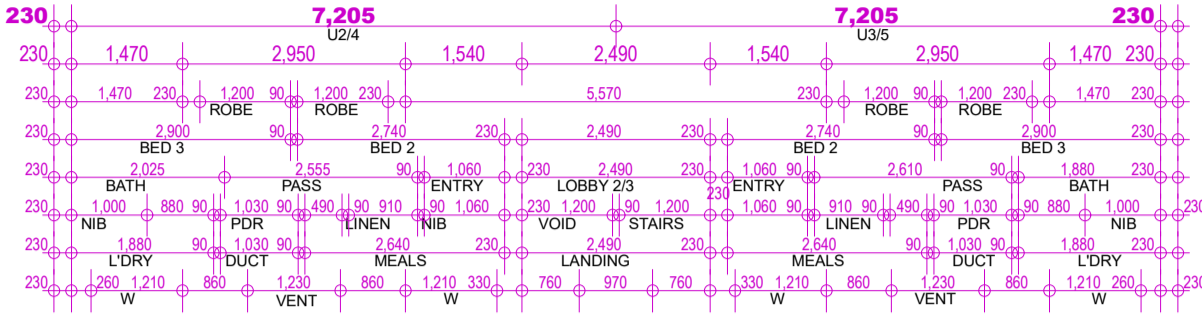 230 7,205 7,205 230
U2/4 U3/5
230 1,470 2,950 1,540 2,490 1,540 2,950 1,470 230
230 1,470 230 1,200 90 1,200 230 5,570 230 1,200 90 1,200 230 1,470 230
ROBE ROBE ROBE ROBE
230 2,900 90 2,740 230 2,490 230 2,740 90 2,900 230
BED 3 BED 2 BED 2 BED 3
230 2,025 2,555 90 1,060 230 2,490 230 1,060 90 2,610 90 1,880 230
BATH PASS ENTRY LOBBY 2/3 ENTRY PASS BATH
230
230 1,000 880 90 1,030 90 490 90 910 90 1,060 230 1,200 90 1,200 1,060 90 910 90 490 90 1,030 90 880 1,000 230
NIB PDR LINEN NIB VOID STAIRS LINEN PDR NIB
230 1,880 90 1,030 90 2,640 230 2,490 230 2,640 90 1,030 90 1,880 230
L'DRY DUCT MEALS LANDING MEALS DUCT L'DRY
230 260 1,210 860 1,230 860 1,210 330 760 970 760 330 1,210 860 1,230 860 1,210 260 230
W VENT W W VENT W